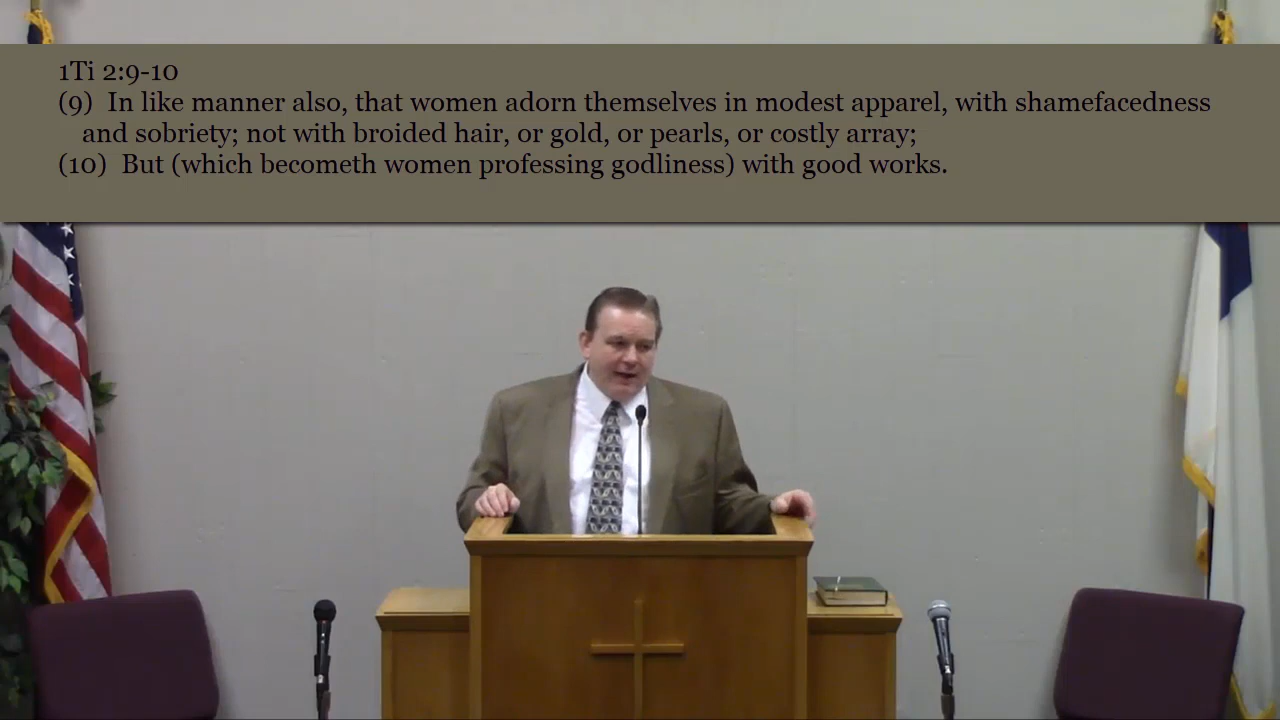 1Ti 2:9-10
(9) In like manner also, that women adorn themselves in modest apparel, with shamefacedness
and sobriety; not with broided hair, or gold, or pearls, or costly array;
(10) But (which becometh women professing godliness) with good works.